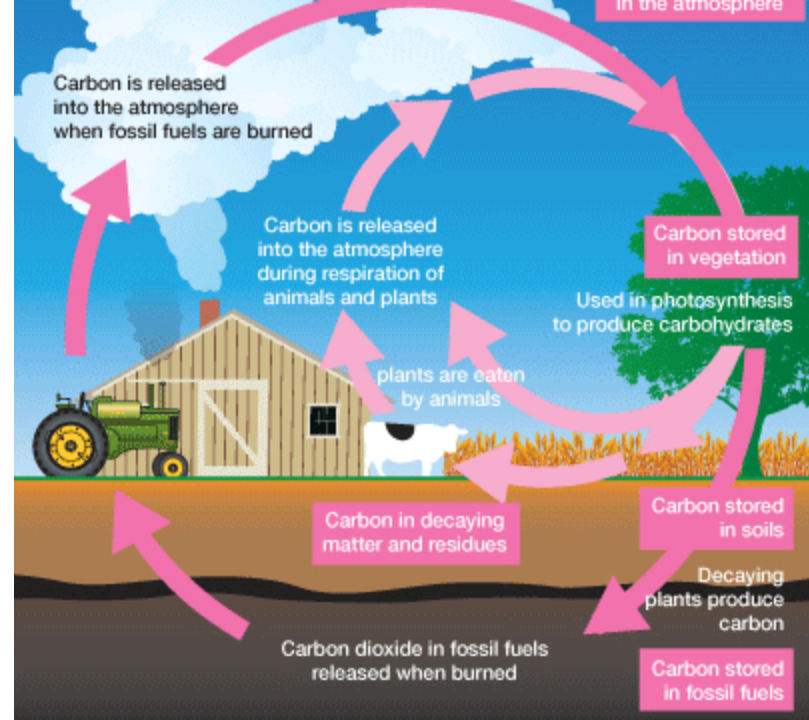 in the atmosphere
Carbon is released
into the atmosphere
when fossil fuels are burned
Carbon is released
into the atmosphere
during respiration of
animals and plants
Carbon stored
in vegetation
Used in photosynthesis
to produce carbohydrates
plants are eaten
by animals
Carbon in decaying
matter and residues
Carbon stored
in soils
Decaying
plants produce
carbon
Carbon dioxide in fossil fuels
released when burned
Carbon stored
in fossil fuels